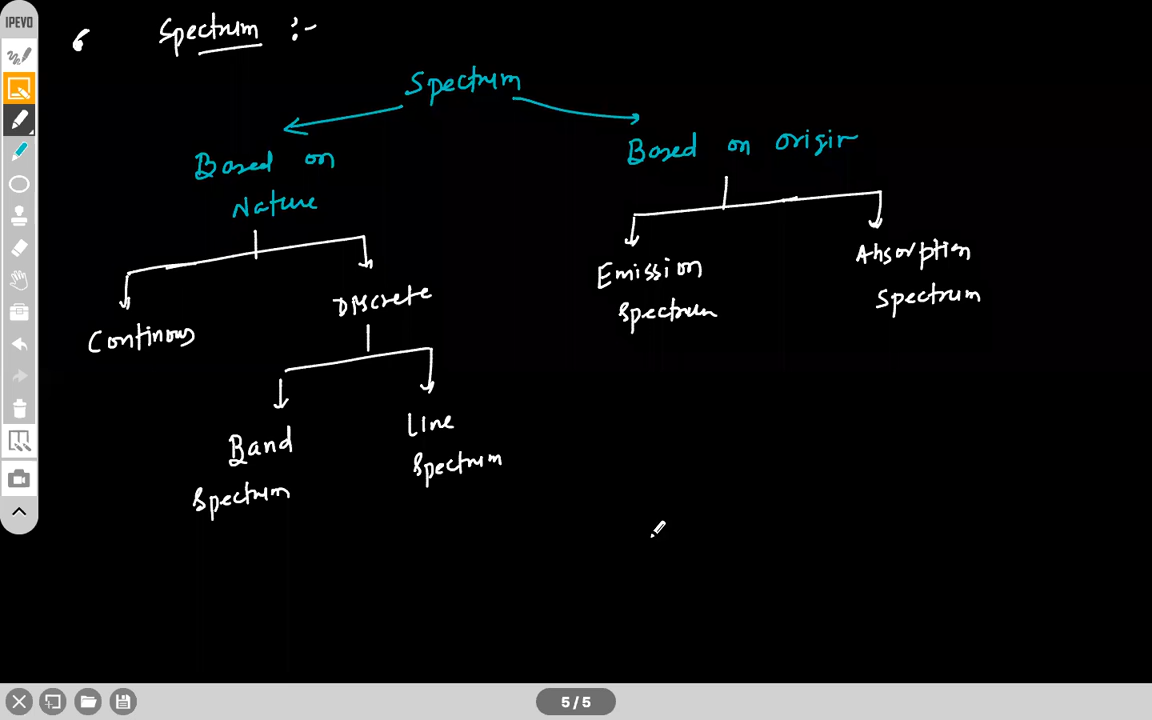 IPEVO
6 Spectrum :-
Spectrum
Based on
Nature
Based on origin
Continous
Discrete
Emission
Spectrum
Absorption
Spectrum
Band
Spectrum
Line
Spectrum
5/5